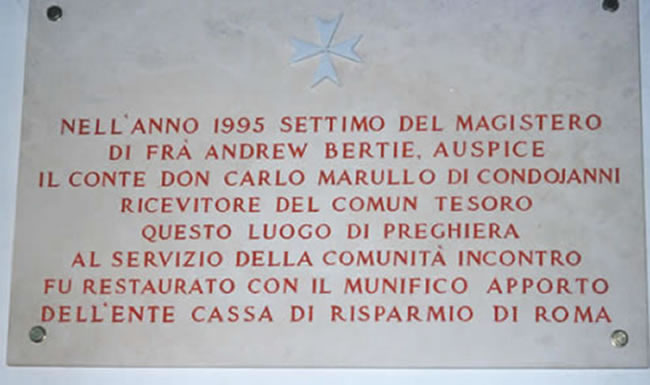 NELL'ANNO 1995 SETTIMO DEL MAGISTERO
DI FRÀ ANDREW BERTIE, AUSPICE
IL CONTE DON CARLO MARULLO DI CONDOJANNI
RICEVITORE DEL COMUN TESORO
QUESTO LUOGO DI PREGHIERA
AL SERVIZIO DELLA COMUNITÀ INCONTRO
FU RESTAURATO CON IL MUNIFICO APPORTO
DELL'ENTE CASSA DI RISPARMIO DI ROMA